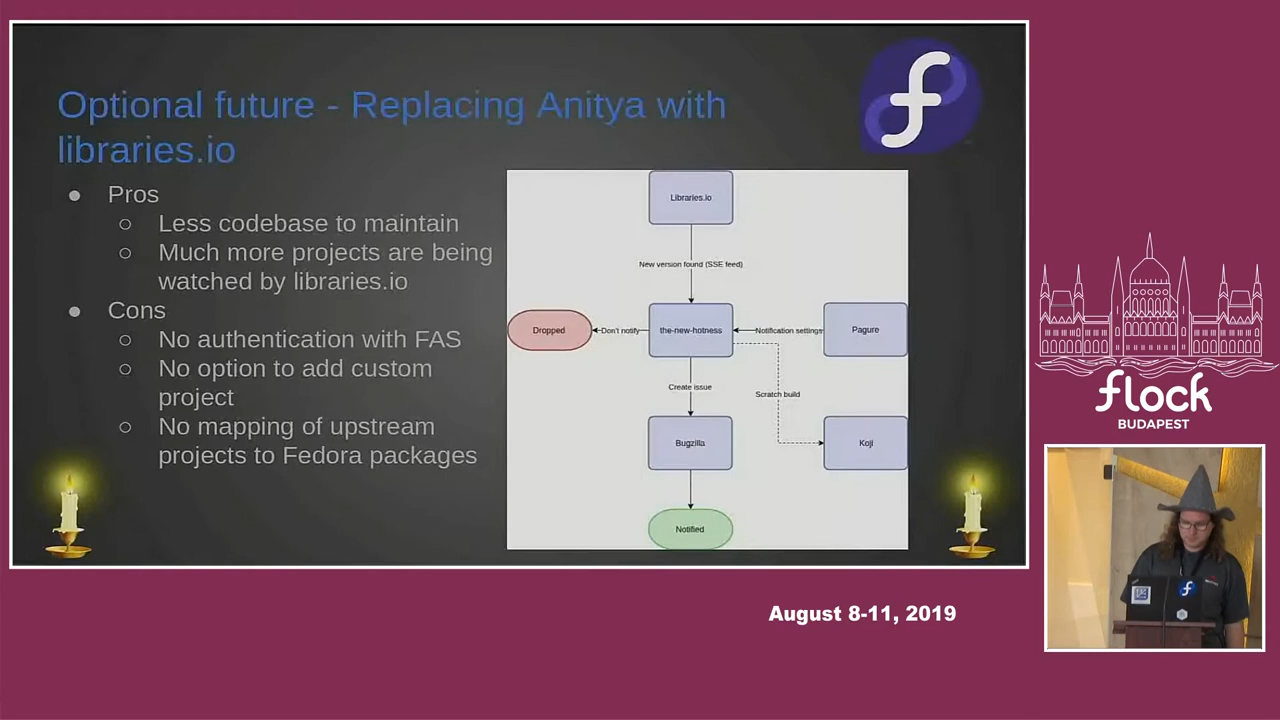 Optional future - Replacing Anitya with
libraries.io
● Pros
○ Less codebase to maintain
○ Much more projects are being
watched by libraries.io
● Cons
○ No authentication with FAS
○ No option to add custom
project
○ No mapping of upstream
projects to Fedora packages
Libraries.io
New version found (SSE feed)
Dropped
Don't notify
the-new-hotness
Notification settings
Pagure
Create issue
Scratch build
Bugzilla
Koji
Notified
flock
BUDAPEST
August 8-11, 2019